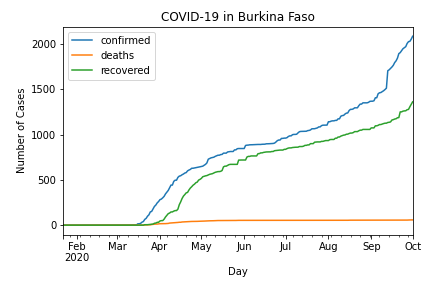 COVID-19 in Burkina Faso
confirmed
deaths
recovered
Number of Cases
2000
1500
1000
500
0
Feb Mar Apr May Jun Jul Aug Sep Oct
2020
Day